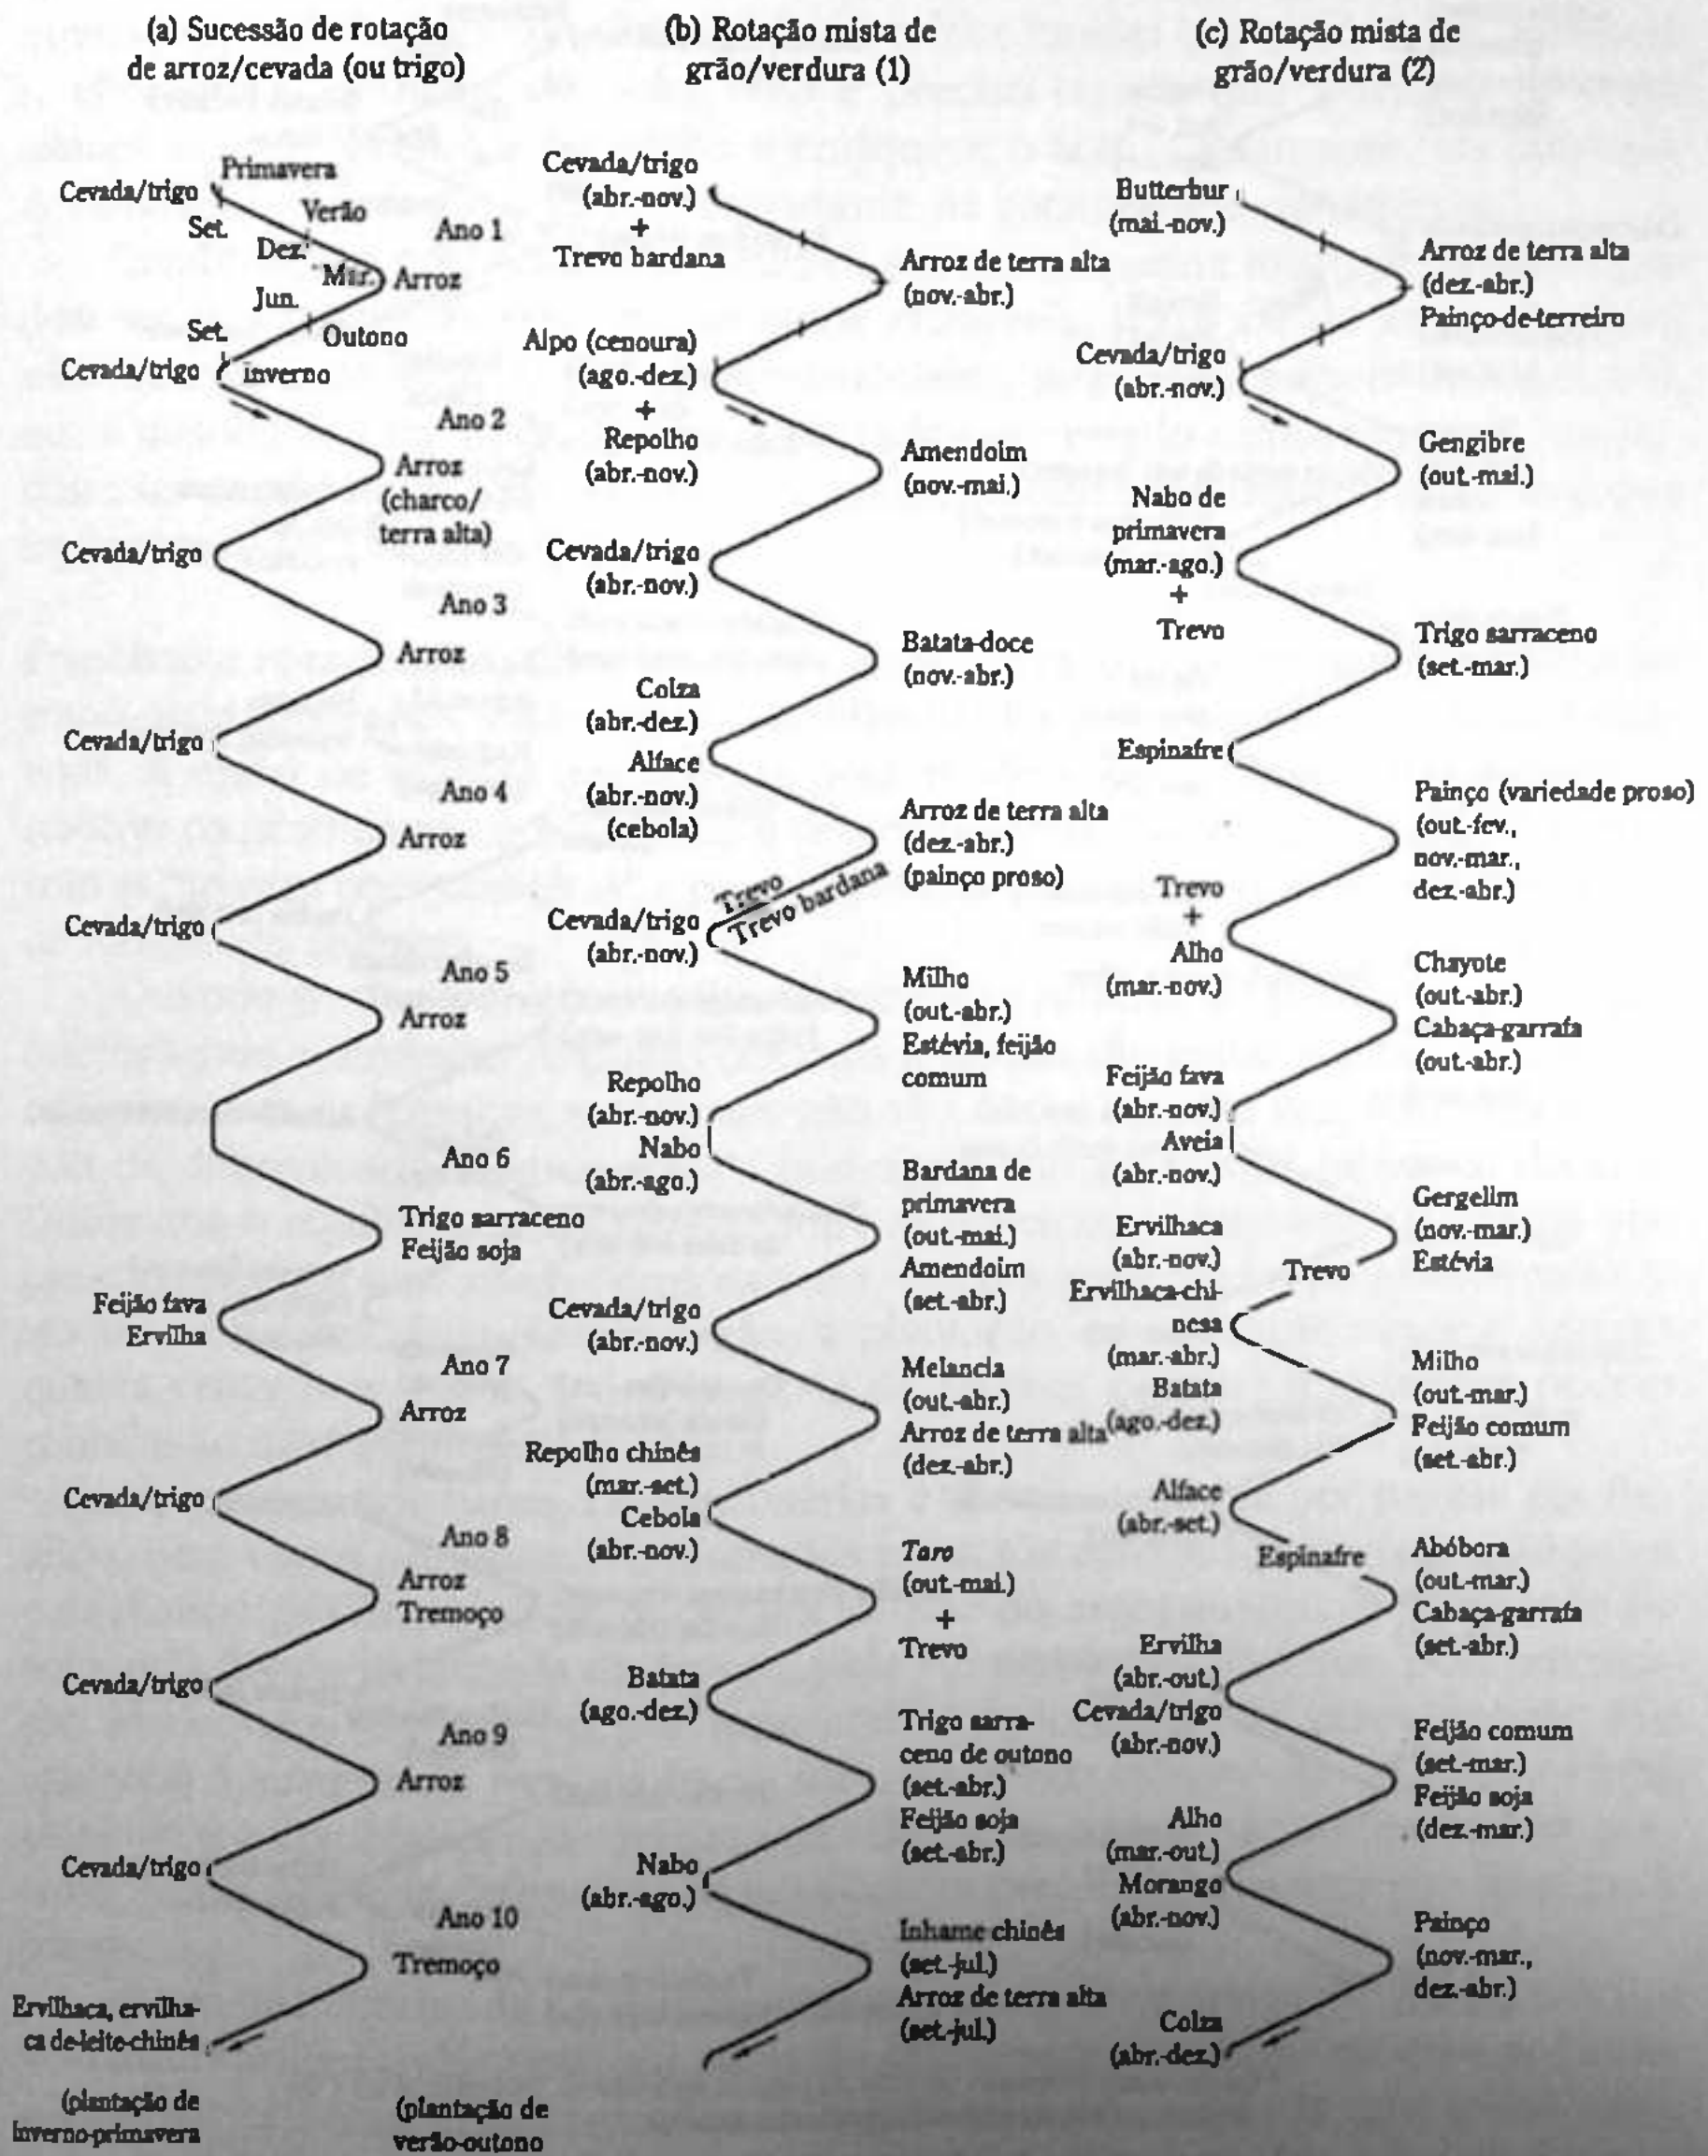 (a) Sucessão de rotação
de arroz/cevada (ou trigo)
Cevada/trigo
Primavera
Verão
Set.
Dez.
Mar.
Ano 1
Arroz
Jun.
Set.
Outono
Cevada/trigo
inverno
Ano 2
Arroz
(charco/
terra alta)
Cevada/trigo
Ano 3
Arroz
Cevada/trigo
Ano 4
Arroz
Cevada/trigo
Ano 5
Arroz
Ano 6
Trigo sarraceno
Feijão soja
Feijão fava
Ervilha
Ano 7
Arroz
Cevada/trigo
Ano 8
Arroz
Tremoço
Cevada/trigo
Ano 9
Arroz
Cevada/trigo
Ano 10
Tremoço
Ervilhaca, ervilha-
ca de-leite-chinês
(plantação de
inverno-primavera
(plantação de
verão-outono
(b) Rotação mista de
grão/verdura (1)
Cevada/trigo
(abr.-nov.)
+
Trevo bardana
Arroz de terra alta
(nov.-abr.)
Alpo (cenoura)
(ago.-dez.)
+
Repolho
(abr.-nov.)
Amendoim
(nov.-mai.)
Cevada/trigo
(abr.-nov.)
Batata-doce
(nov.-abr.)
Colza
(abr.-dez.)
Alface
(abr.-nov.)
(cebola)
Arroz de terra alta
(dez.-abr.)
(painço proso)
Trevo
Trevo bardana
Cevada/trigo
(abr.-nov.)
Milho
(out.-abr.)
Estévia, feijão
comum
Repolho
(abr.-nov.)
Nabo
(abr.-ago.)
Bardana de
primavera
(out.-mai.)
Amendoim
(set.-abr.)
Cevada/trigo
(abr.-nov.)
Melancia
(out.-abr.)
Arroz de terra alta
(dez.-abr.)
Repolho chinês
(mar.-set.)
Cebola
(abr.-nov.)
Taro
(out.-mai.)
+
Trevo
Batata
(ago.-dez.)
Trigo sarra-
ceno de outono
(set.-abr.)
Feijão soja
(set.-abr.)
Nabo
(abr.-ago.)
Inhame chinês
(set.-jul.)
Arroz de terra alta
(set.-jul.)
(c) Rotação mista de
grão/verdura (2)
Butterbur
(mai.-nov.)
Arroz de terra alta
(dez.-abr.)
Painço-de-terreiro
Cevada/trigo
(abr.-nov.)
Gengibre
(out.-mai.)
Nabo de
primavera
(mar.-ago.)
+
Trevo
Trigo sarraceno
(set.-mar.)
Espinafre
Painço (variedade proso)
(out.-fev.,
nov.-mar.,
dez.-abr.)
Trevo
+
Alho
(mar.-nov.)
Chayote
(out.-abr.)
Cabaça-garrafa
(out.-abr.)
Feijão fava
(abr.-nov.)
Aveia
(abr.-nov.)
Gergelim
(nov.-mar.)
Estévia
Trevo
Ervilhaca
(abr.-nov.)
Ervilhaca-chi-
nesa
(mar.-abr.)
Batata
(ago.-dez.)
Milho
(out.-mar.)
Feijão comum
(set.-abr.)
Alface
(abr.-set.)
Espinafre
Abóbora
(out.-mar.)
Cabaça-garrafa
(set.-abr.)
Ervilha
(abr.-out.)
Cevada/trigo
(abr.-nov.)
Feijão comum
(set.-mar.)
Feijão soja
(dez.-mar.)
Alho
(mar.-out.)
Morango
(abr.-nov.)
Painço
(nov.-mar.,
dez.-abr.)
Colza
(abr.-dez.)